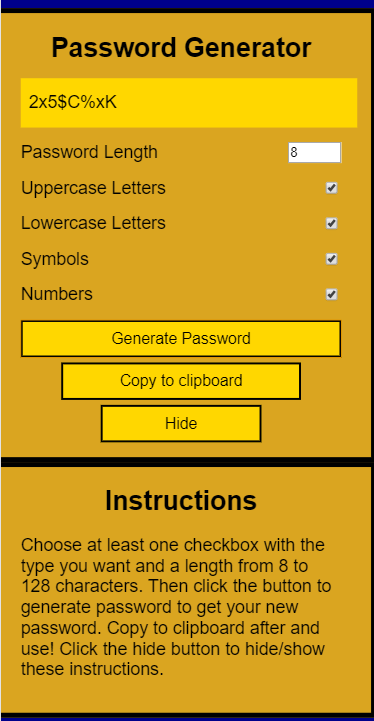 Password Generator
2x5$C%xK
Password Length
8
Uppercase Letters
Lowercase Letters
Symbols
Numbers
Generate Password
Copy to clipboard
Hide
Instructions
Choose at least one checkbox with the
type you want and a length from 8 to
128 characters. Then click the button to
generate password to get your new
password. Copy to clipboard after and
use! Click the hide button to hide/show
these instructions.